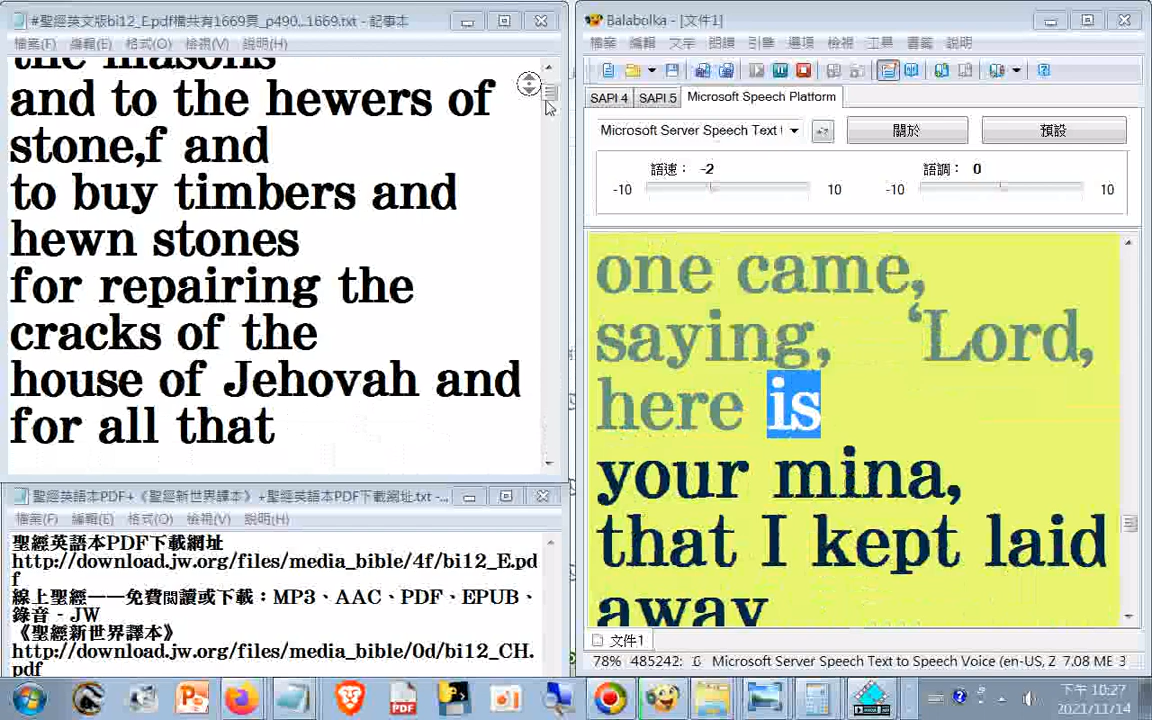 #聖經英文版bi12_E.pdf檔共有1669頁_p490,..1669.txt - 記事本
檔案(F) 編輯(E) 格式(O) 檢視(V) 說明(H)
the masons
and to the hewers of
stone,f and
to buy timbers and
hewn stones
for repairing the
cracks of the
house of Jehovah and
for all that
聖經英語本PDF+《聖經新世界譯本》+聖經英語本PDF下載網址.txt - ...
檔案(F) 編輯(E) 格式(O) 檢視(V) 說明(H)
聖經英語本PDF下載網址
http://download.jw.org/files/media_bible/4f/bi12_E.pd
f
線上聖經——免費閱讀或下載：MP3、AAC、PDF、EPUB、
錄音 - JW
《聖經新世界譯本》
http://download.jw.org/files/media_bible/0d/bi12_CH.
pdf
Balabolka - [文件1]
檔案 編輯 文字 朗讀 引擎 選項 檢視 工具 書籤 說明
SAPI 4 SAPI 5 Microsoft Speech Platform
Microsoft Server Speech Text t 關於 預設
語速： -2 語調： 0
-10 10 -10 10
one came,
saying, ‘Lord,
here is
your mina,
that I kept laid
away
文件1
78% 485242: Microsoft Server Speech Text to Speech Voice (en-US, Z 7.08 ME 3
PDF
下午 10:27
2021/11/14